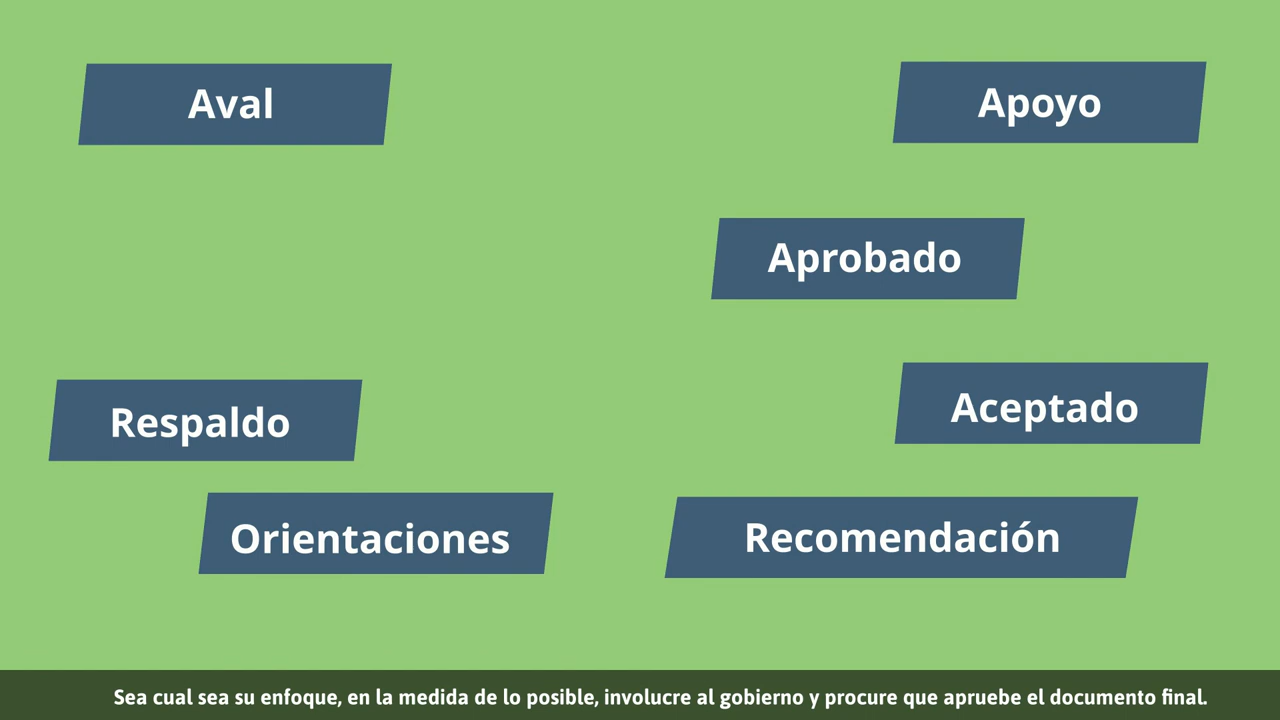 Aval
Apoyo
Aprobado
Respaldo
Aceptado
Orientaciones
Recomendación
Sea cual sea su enfoque, en la medida de lo posible, involucre al gobierno y procure que apruebe el documento final.